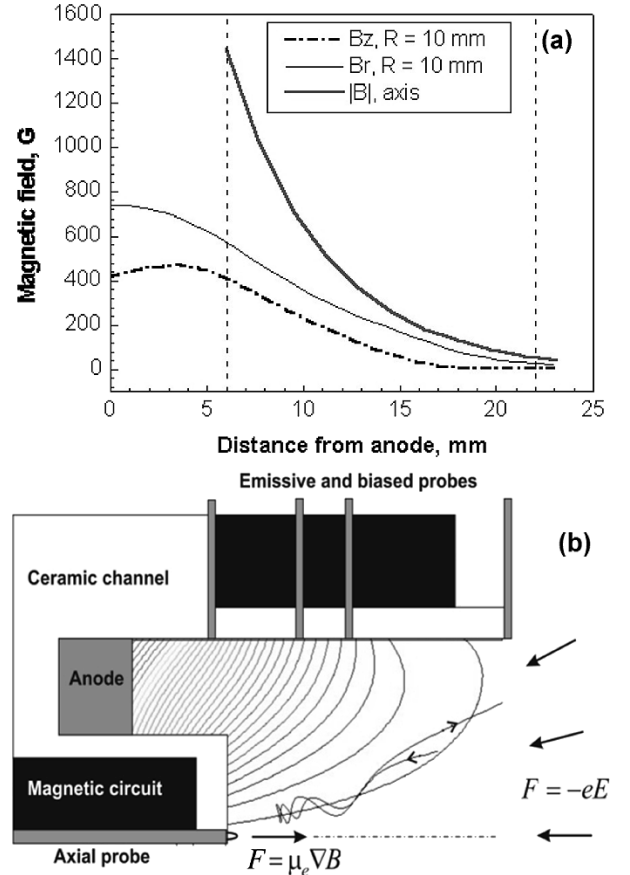 1600
1400
1200
1000
800
600
400
200
0
Magnetic field, G
Bz, R = 10 mm
Br, R = 10 mm
|B|, axis
(a)
0 5 10 15 20 25
Distance from anode, mm
Emissive and biased probes
(b)
Ceramic channel
Anode
Magnetic circuit
F = −eE
Axial probe
F = μₑ∇B